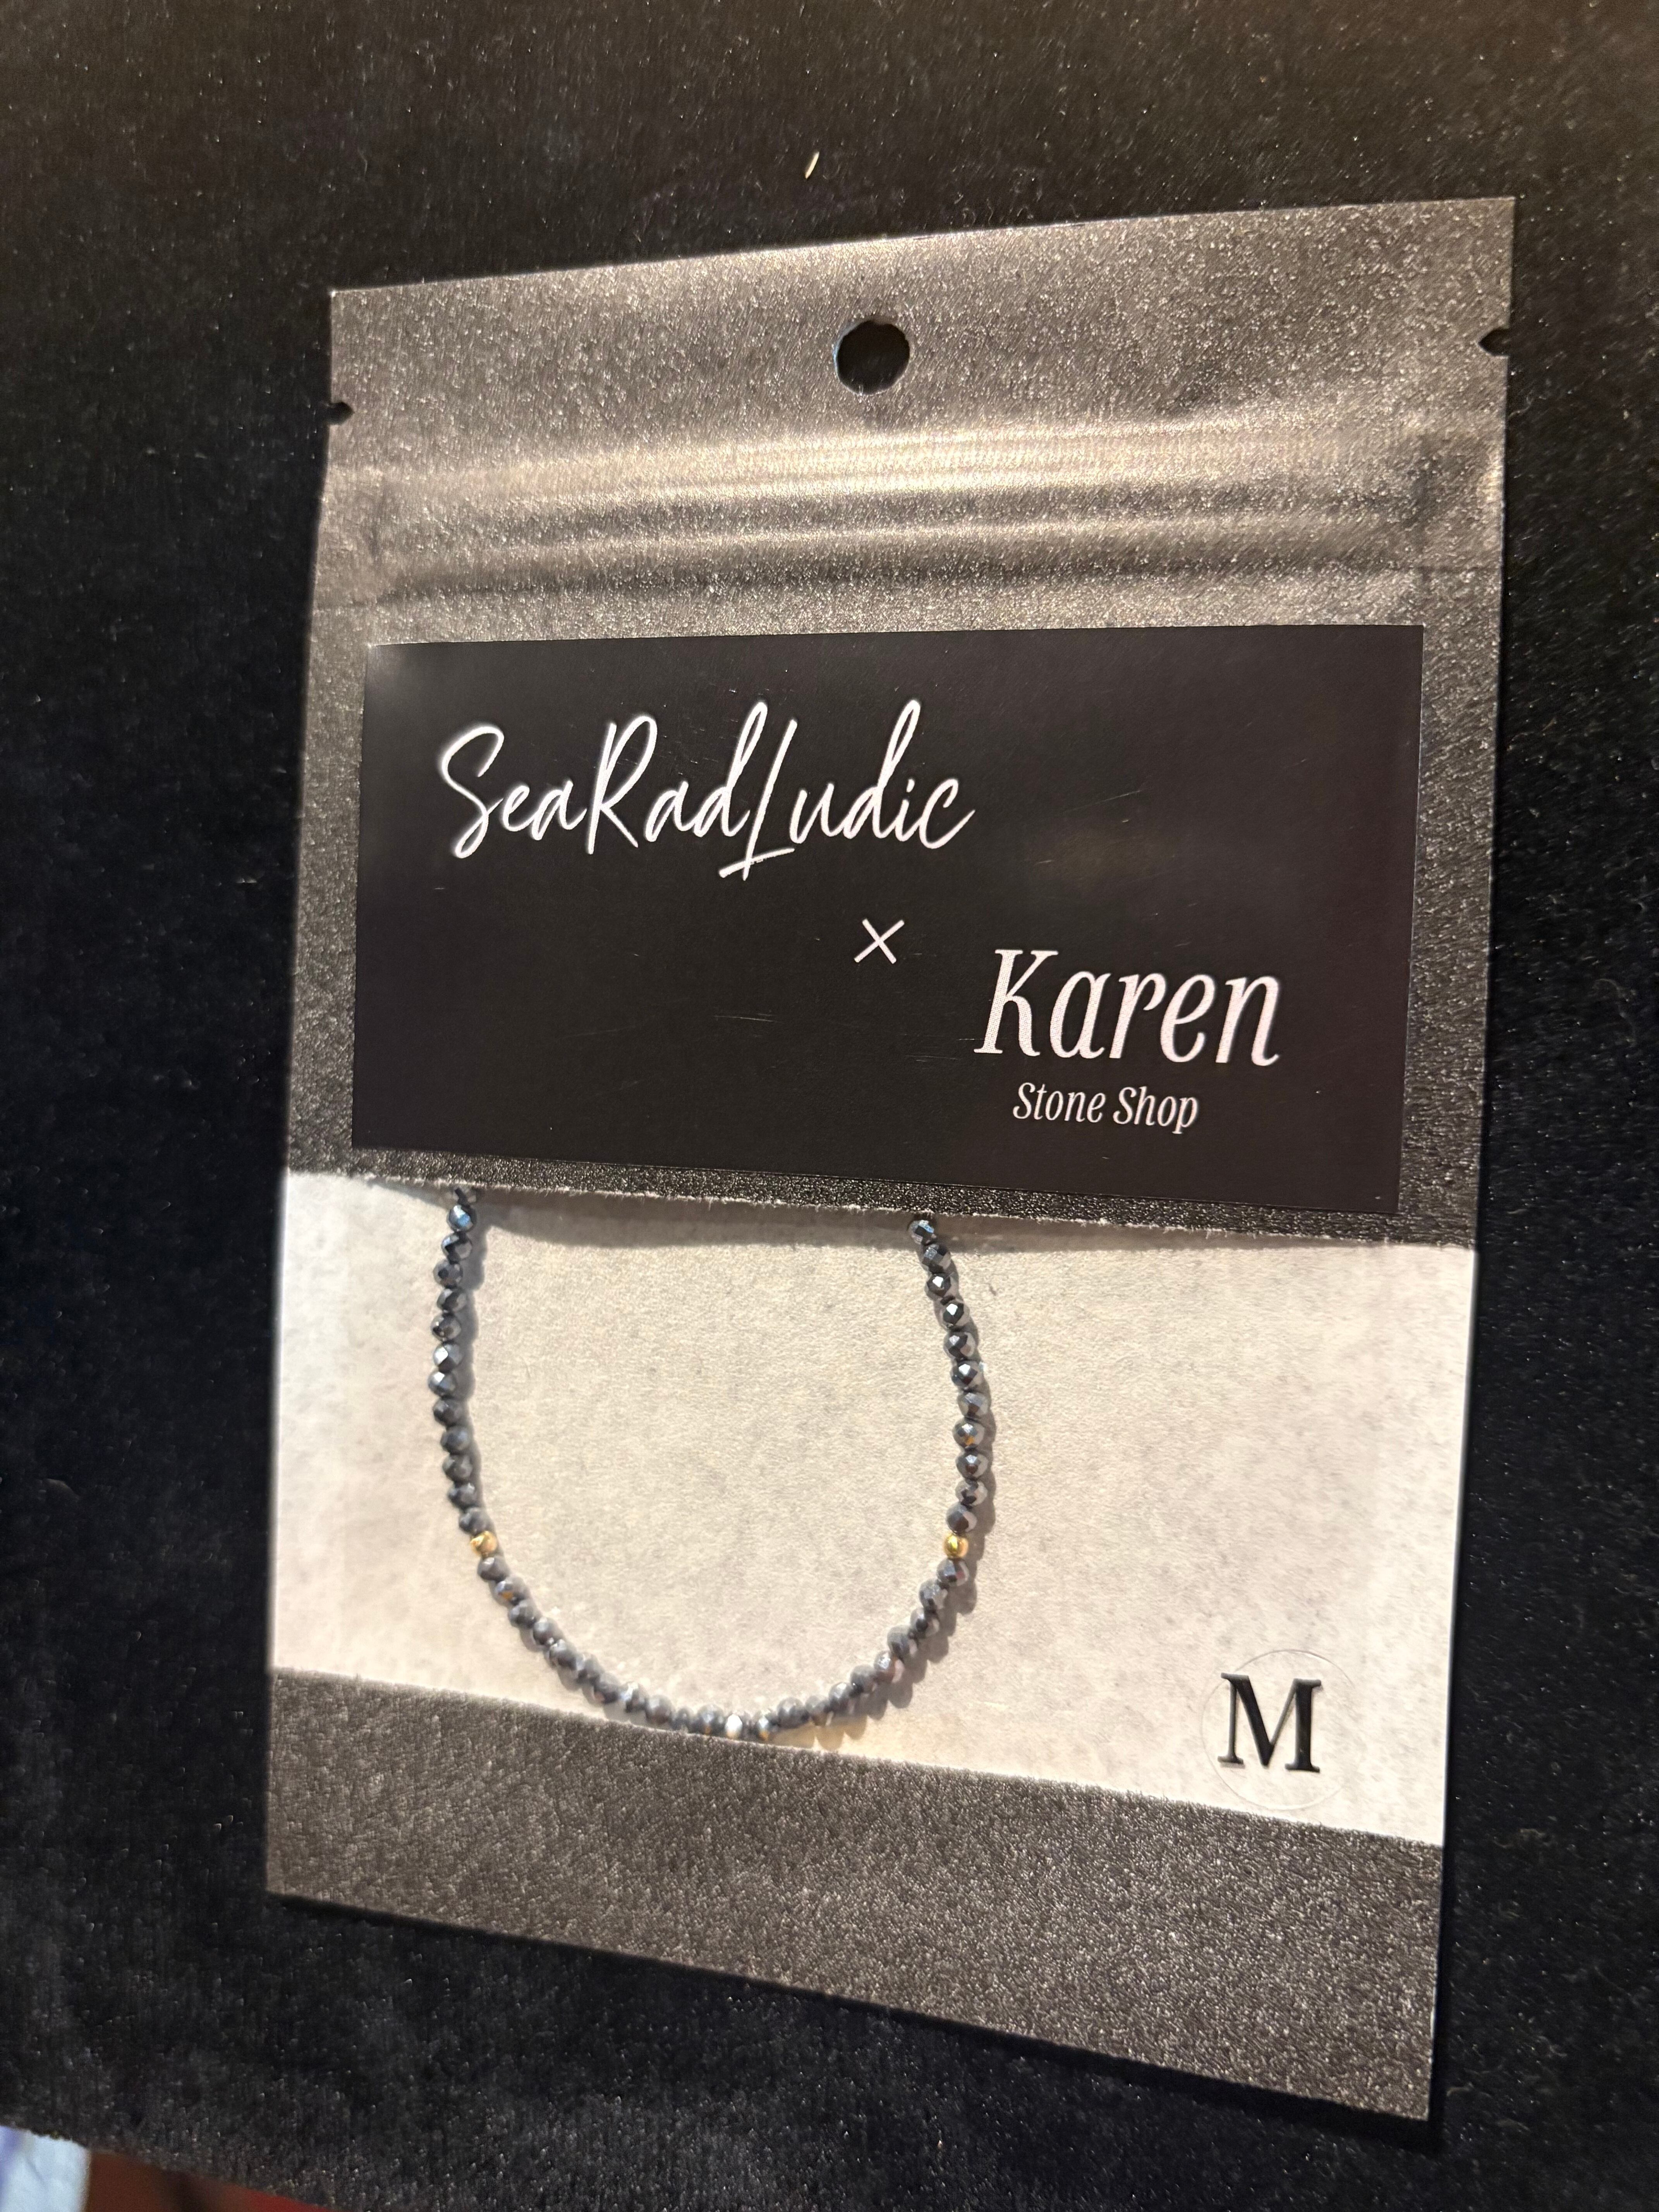 SeaRadLudic
×
Karen
Stone Shop
M